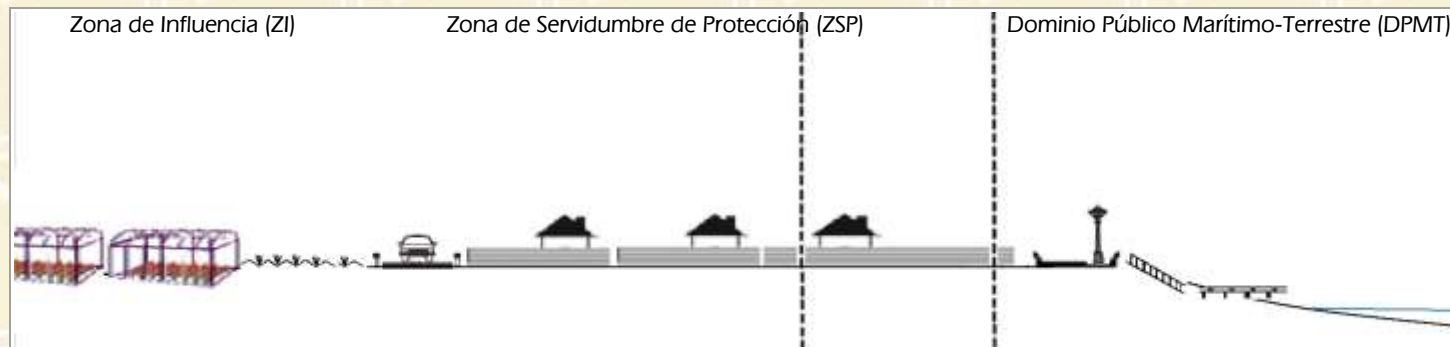 Zona de Influencia (ZI) Zona de Servidumbre de Protección (ZSP) Dominio Público Marítimo-Terrestre (DPMT)